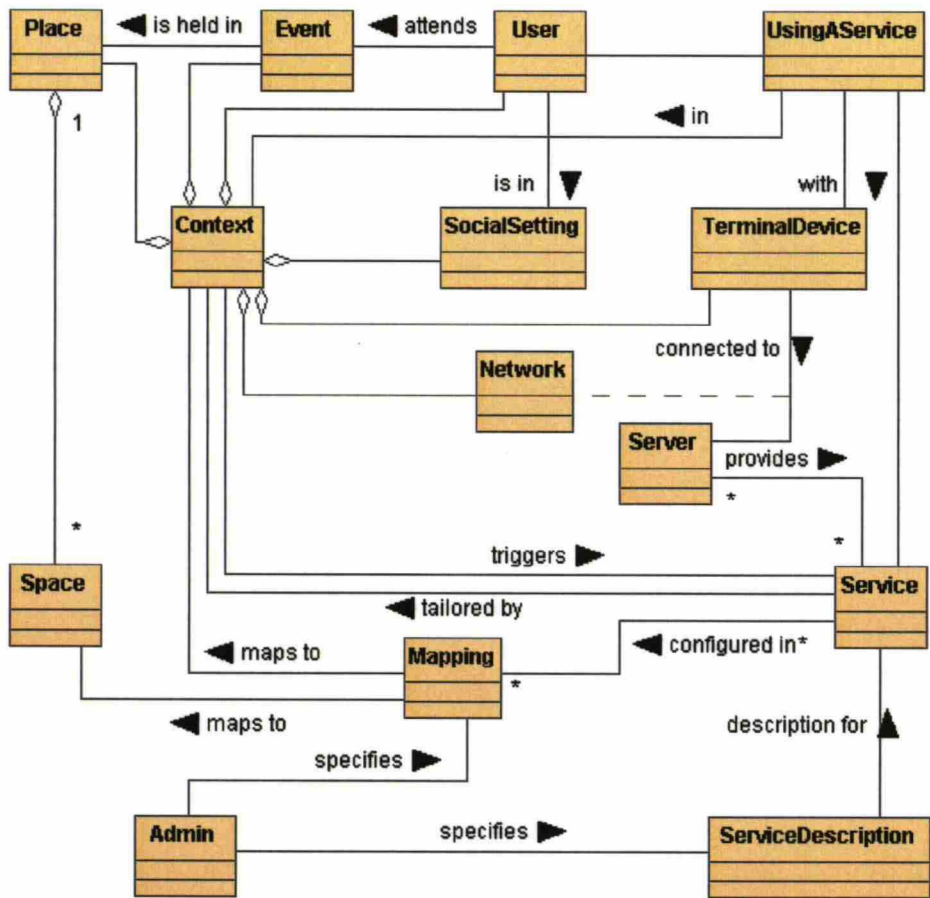 Place
is held in
Event
attends
User
UsingAService
1
in
is in
with
Context
SocialSetting
TerminalDevice
connected to
Network
Server
provides
*
*
*
triggers
Space
Service
tailored by
maps to
Mapping
*
configured in*
maps to
description for
specifies
Admin
specifies
ServiceDescription